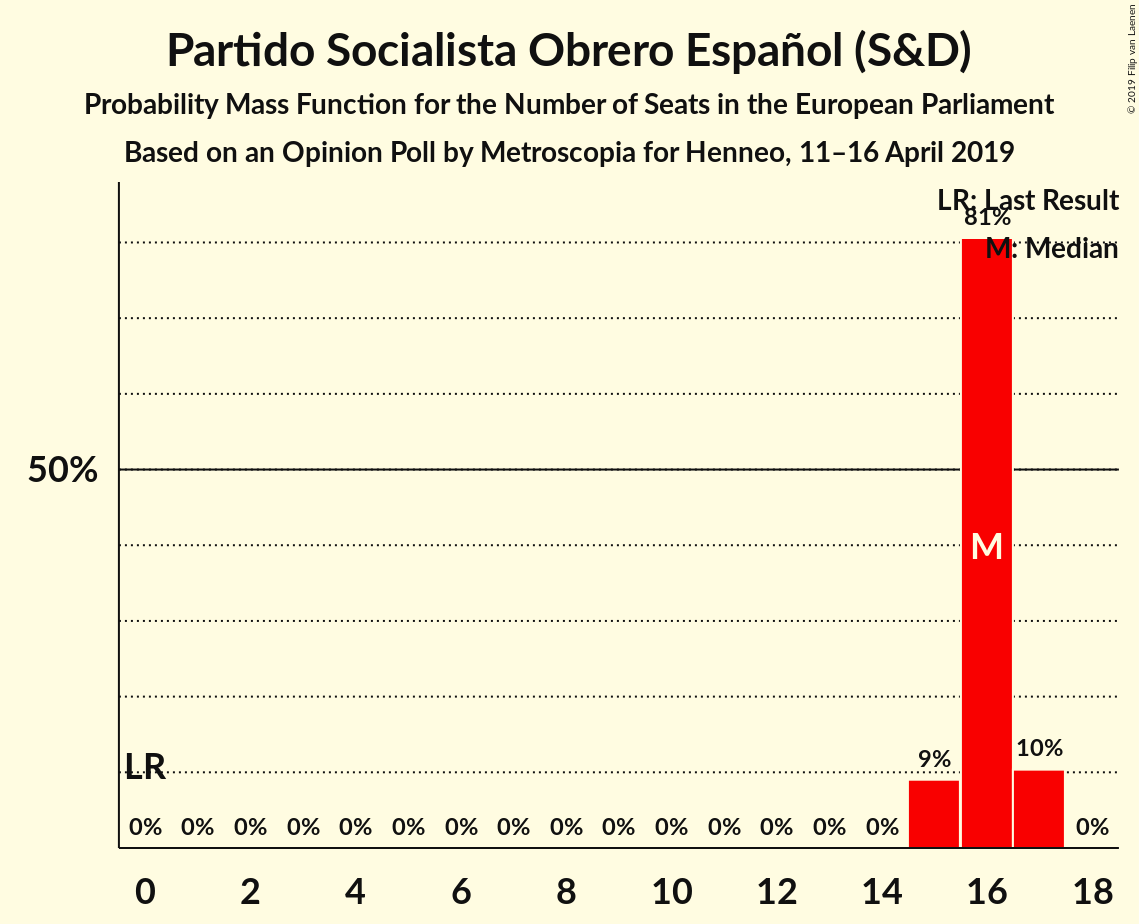 Partido Socialista Obrero Español (S&D)
Probability Mass Function for the Number of Seats in the European Parliament
Based on an Opinion Poll by Metroscopia for Henneo, 11–16 April 2019
© 2019 Filip van Laenen
LR: Last Result
81%
M: Median
50%
M
LR
9%
10%
0% 0% 0% 0% 0% 0% 0% 0% 0% 0% 0% 0% 0% 0% 0% 0%
0 2 4 6 8 10 12 14 16 18